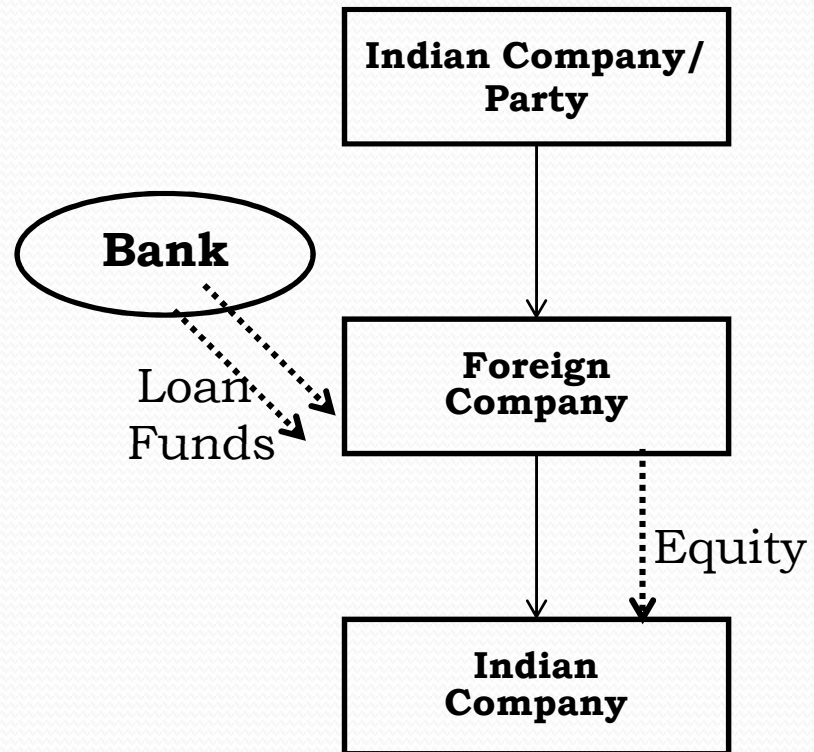 Indian Company/
Party
Bank
Loan
Funds
Foreign
Company
Equity
Indian
Company